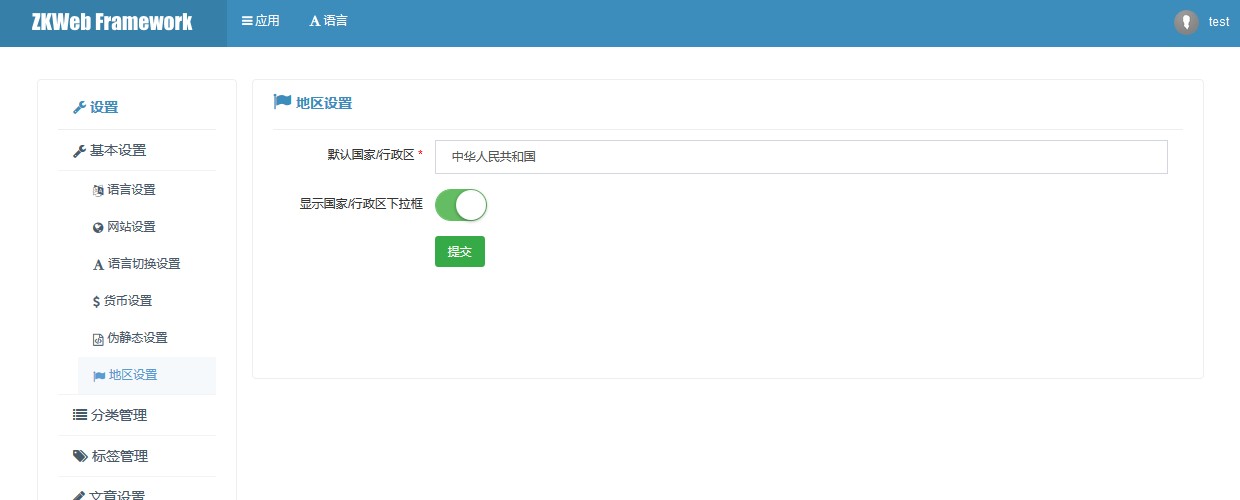 ZKWeb Framework
应用
语言
test
设置
基本设置
语言设置
网站设置
语言切换设置
货币设置
伪静态设置
地区设置
分类管理
标签管理
文章设置
地区设置
默认国家/行政区 *
中华人民共和国
显示国家/行政区下拉框
提交